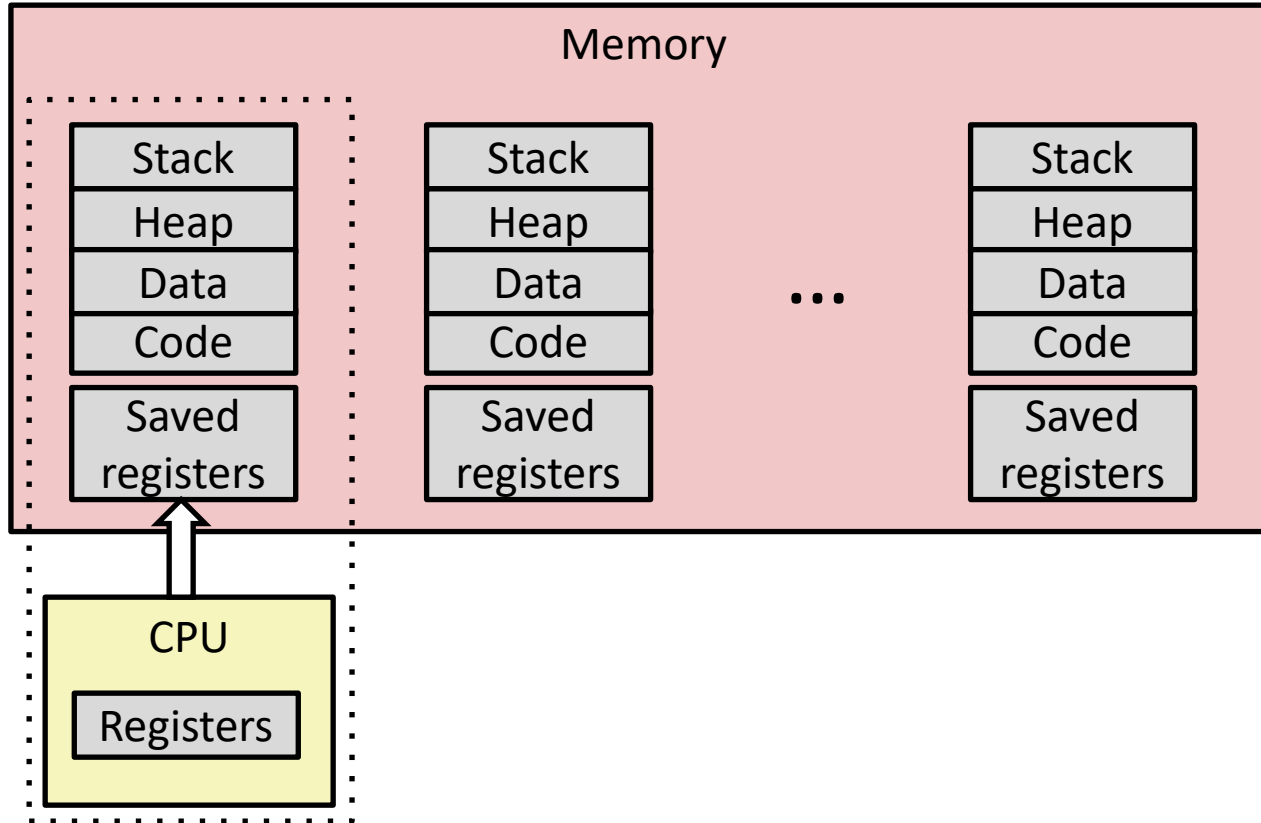 Memory
Stack
Heap
Data
Code
Saved
registers
Stack
Heap
Data
Code
Saved
registers
...
Stack
Heap
Data
Code
Saved
registers
CPU
Registers